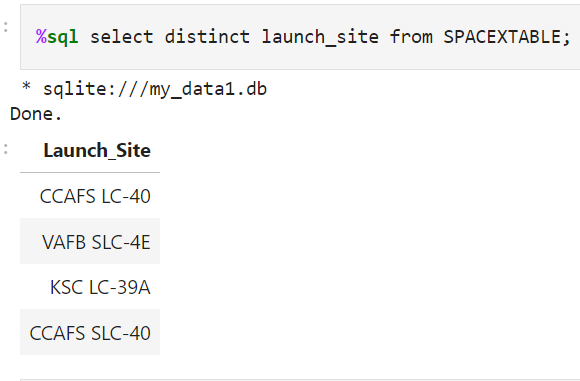 %sql select distinct launch_site from SPACEXTABLE;
* sqlite:///my_data1.db
Done.
Launch_Site
CCAFS LC-40
VAFB SLC-4E
KSC LC-39A
CCAFS SLC-40